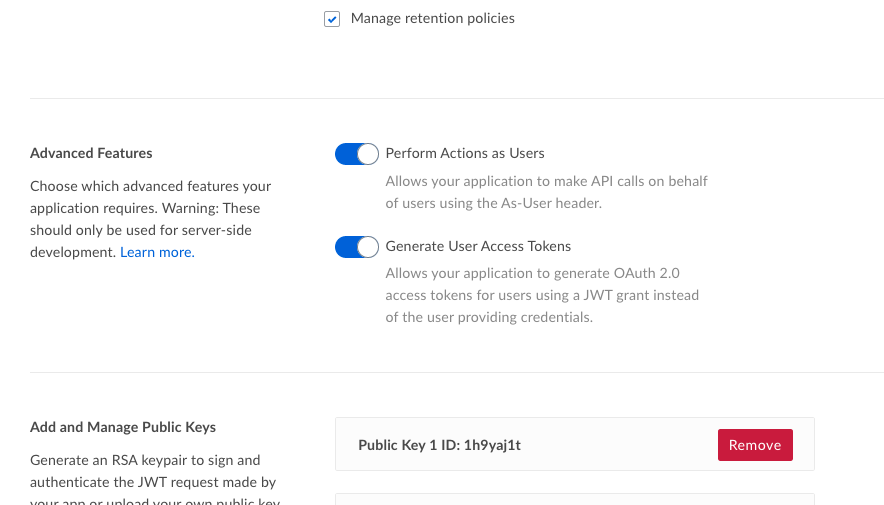 Manage retention policies
Advanced Features
Choose which advanced features your
application requires. Warning: These
should only be used for server-side
development. Learn more.
Perform Actions as Users
Allows your application to make API calls on behalf
of users using the As-User header.
Generate User Access Tokens
Allows your application to generate OAuth 2.0
access tokens for users using a JWT grant instead
of the user providing credentials.
Add and Manage Public Keys
Generate an RSA keypair to sign and
authenticate the JWT request made by
your app or upload your own public key
Public Key 1 ID: 1h9yaj1t
Remove